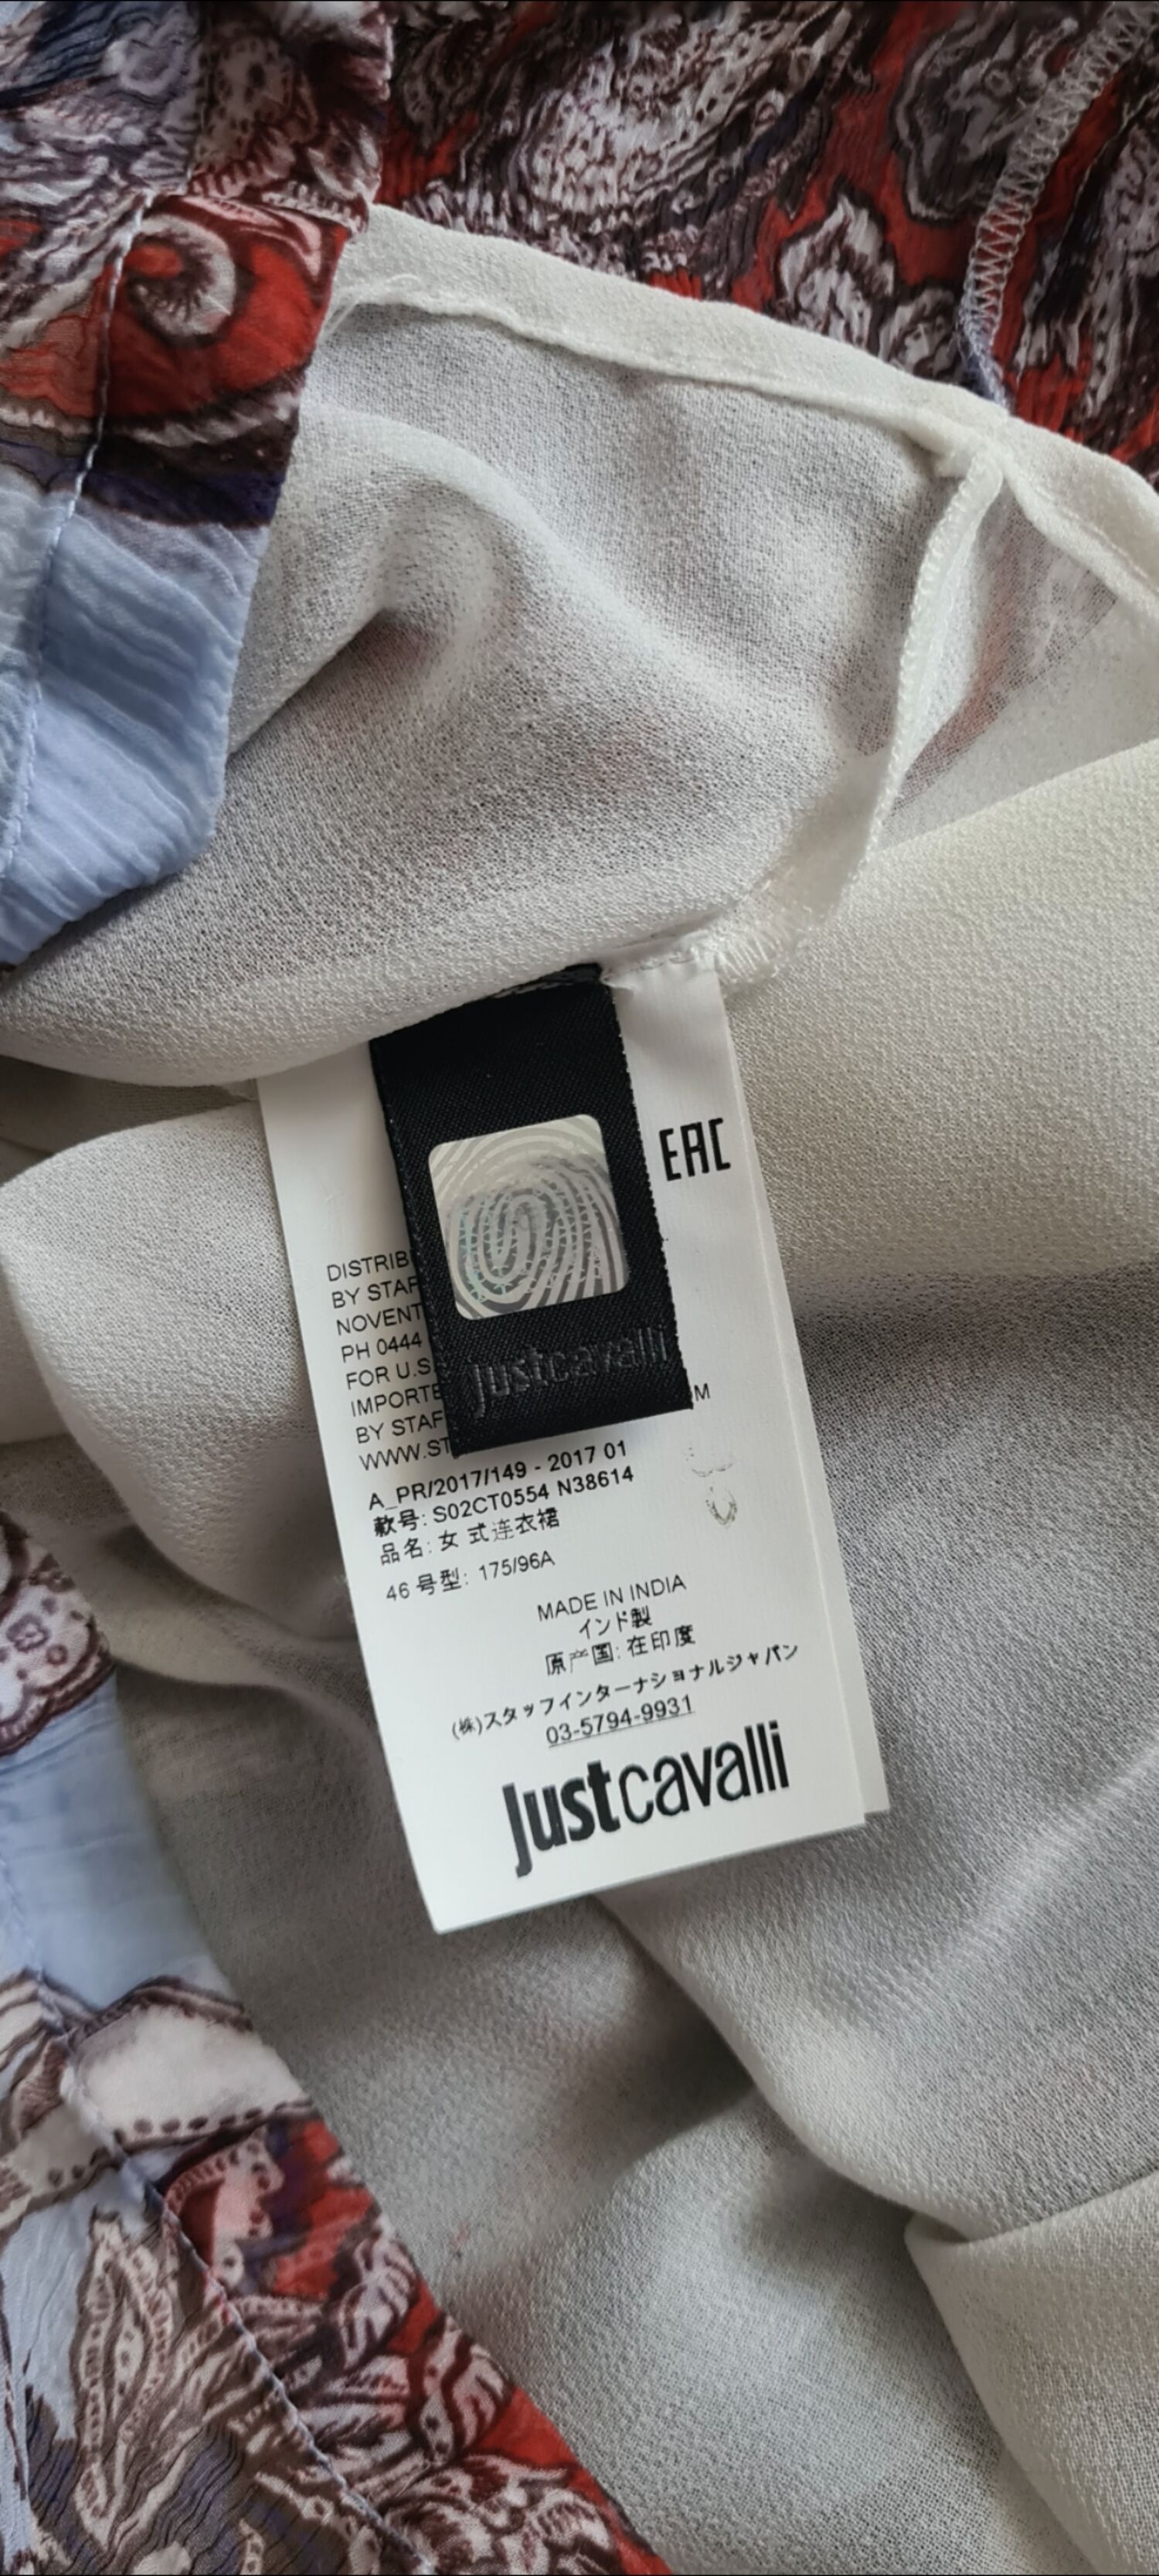 EAC
justcavalli
DISTRIB
BY STAF
NOVENT
PH 0444
FOR U.S
IMPORTE
BY STAF
WWW.ST OM
A_PR/2017/149 - 2017 01
款号: S02CT0554 N38614
品名: 女 式连衣裙
46 号型: 175/96A
MADE IN INDIA
インド製
原产国: 在印度
(株)スタッフインターナショナルジャパン
03-5794-9931
justcavalli